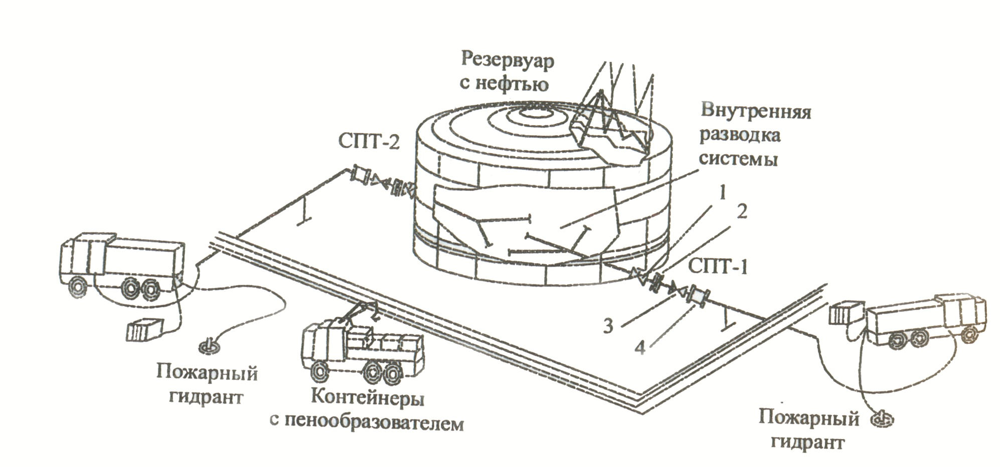 Резервуар
с нефтью
Внутренняя
разводка
системы
СПТ-2
1
2
СПТ-1
3
4
Пожарный
гидрант
Контейнеры
с пенообразователем
Пожарный
гидрант